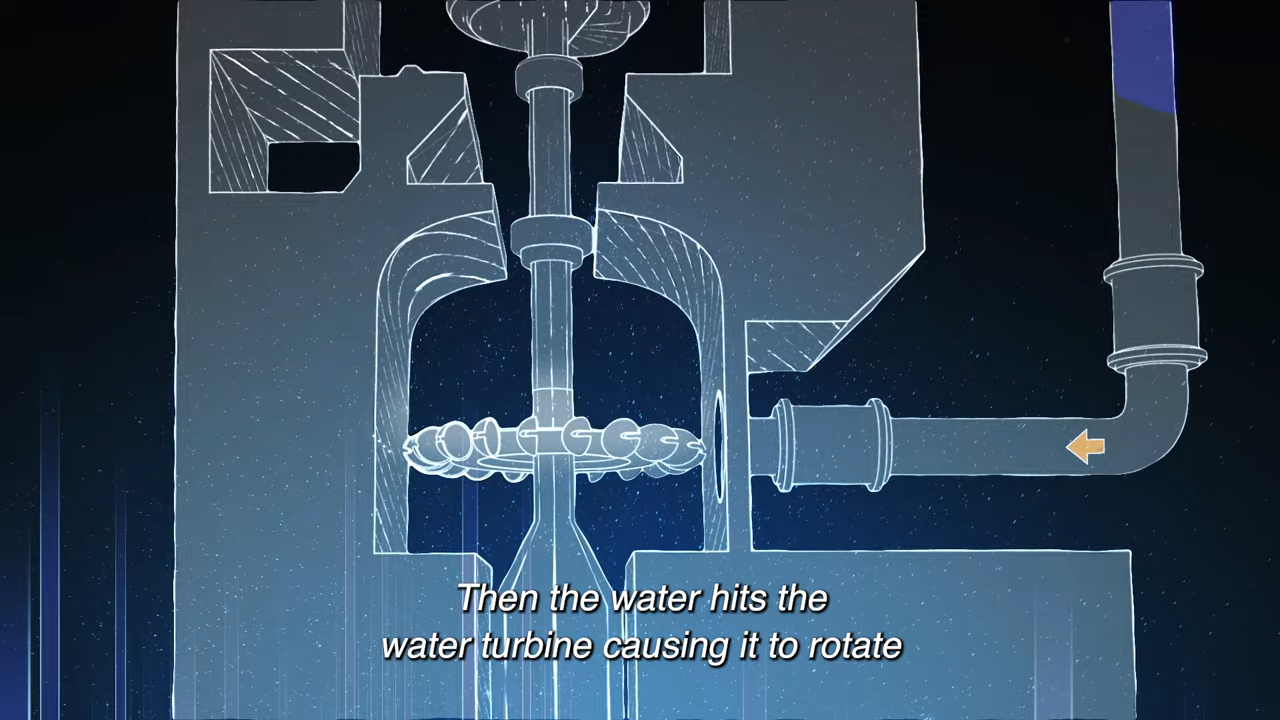 Then the water hits the
water turbine causing it to rotate